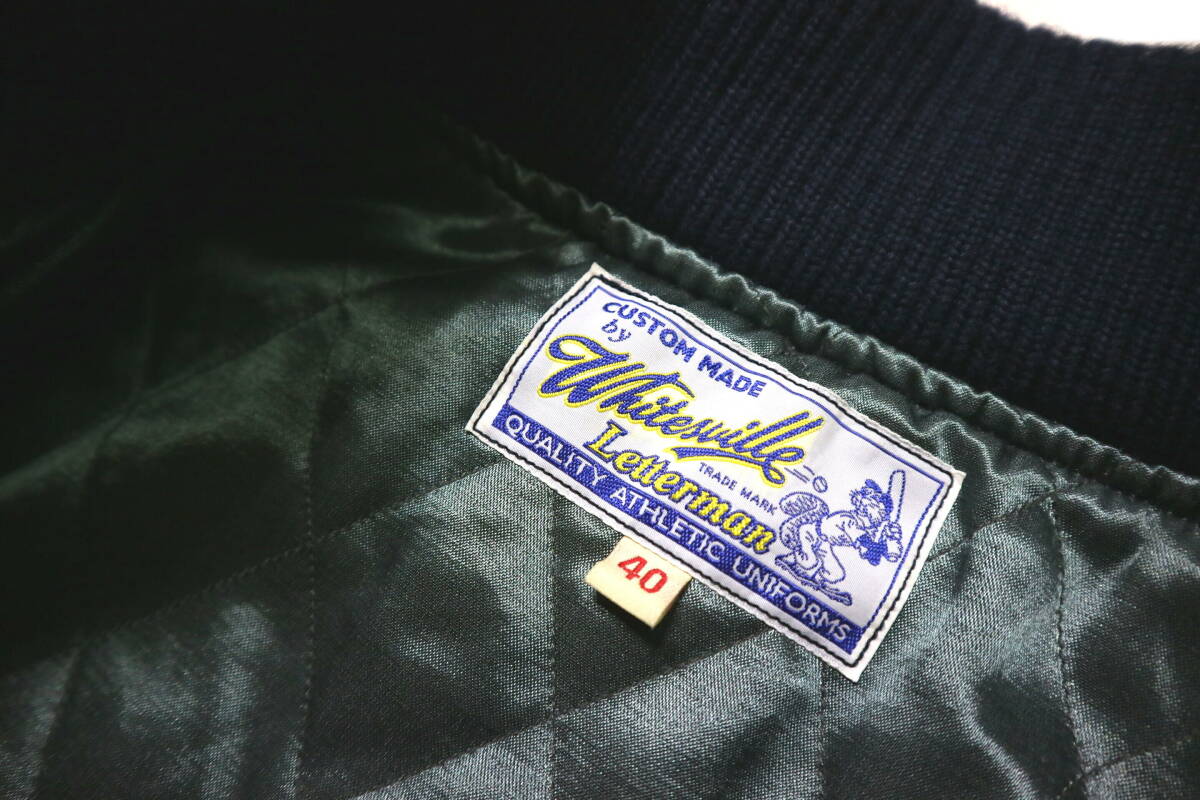 CUSTOM MADE
by
Whitesville
Letterman
TRADE MARK
QUALITY ATHLETIC UNIFORMS
40